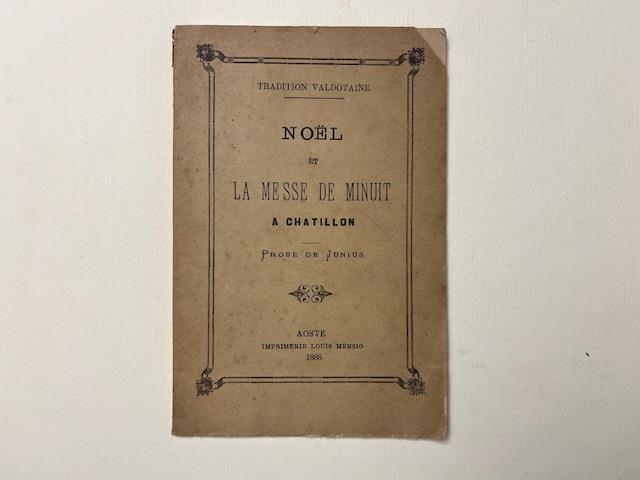 TRADITION VALDOTAINE
NOËL
ET
LA MESSE DE MINUIT
A CHATILLON
PROSE DE JUNIUS
AOSTE
IMPRIMERIE LOUIS MENSIO
1888